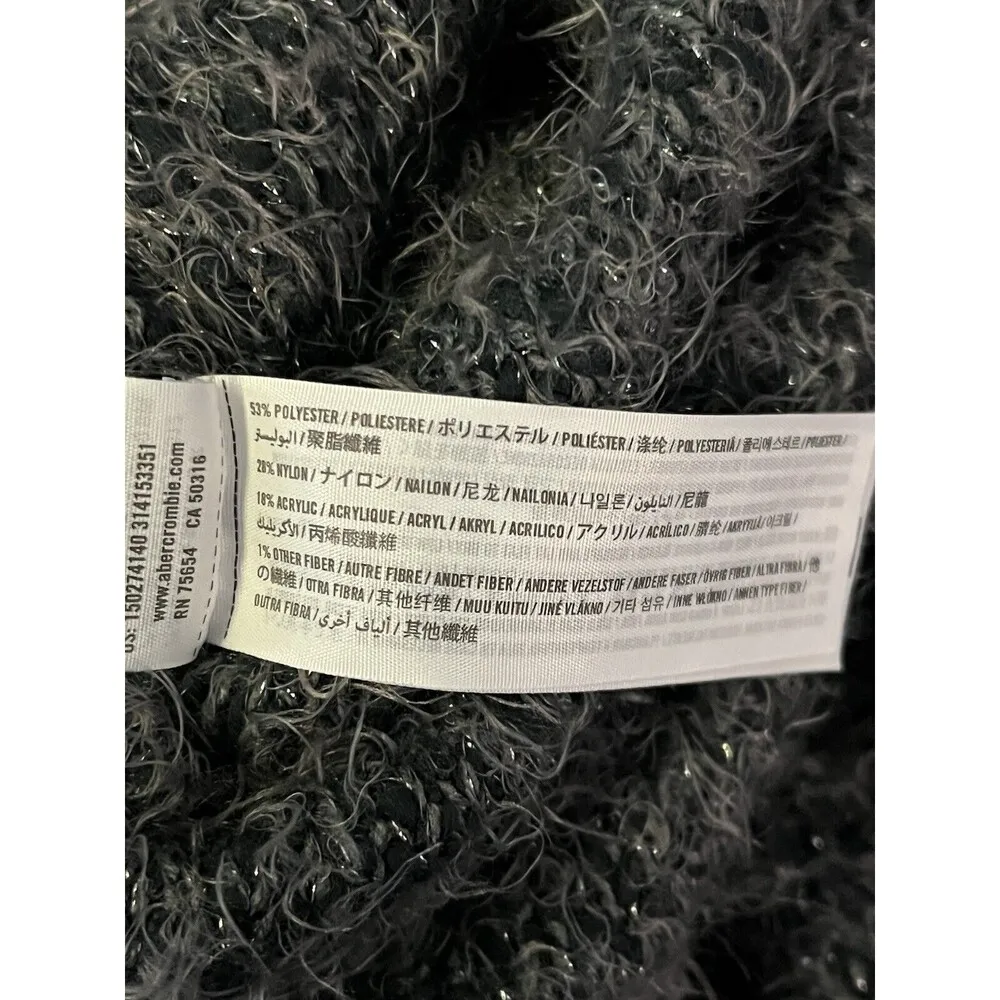 US: 150274140 314153351
www.abercrombie.com
RN 75654 CA 50316
53% POLYESTER / POLIESTERE / ポリエステル / POLIÉSTER / 涤纶 / POLYESTERIÄ / 폴리에스테르 / POLIESTER /
البوليستر / 聚脂纖維
28% NYLON / ナイロン / NAILON / 尼龙 / NAILONIA / 나일론 / النايلون / 尼龍
18% ACRYLIC / ACRYLIQUE / ACRYL / AKRYL / ACRILICO / アクリル / ACRÍLICO / 腈纶 / AKRYYLIÄ / 아크릴 /
الأكريليك / 丙烯酸纖維
1% OTHER FIBER / AUTRE FIBRE / ANDET FIBER / ANDERE VEZELSTOF / ANDERE FASER / ÖVRIG FIBER / ALTRA FIBRA / 他
の繊維 / OTRA FIBRA / 其他纤维 / MUU KUITU / JINÉ VLÁKNO / 기타 섬유 / INNE WŁÓKNO / ANNEN TYPE FIBER /
OUTRA FIBRA / ألياف أخرى / 其他纖維